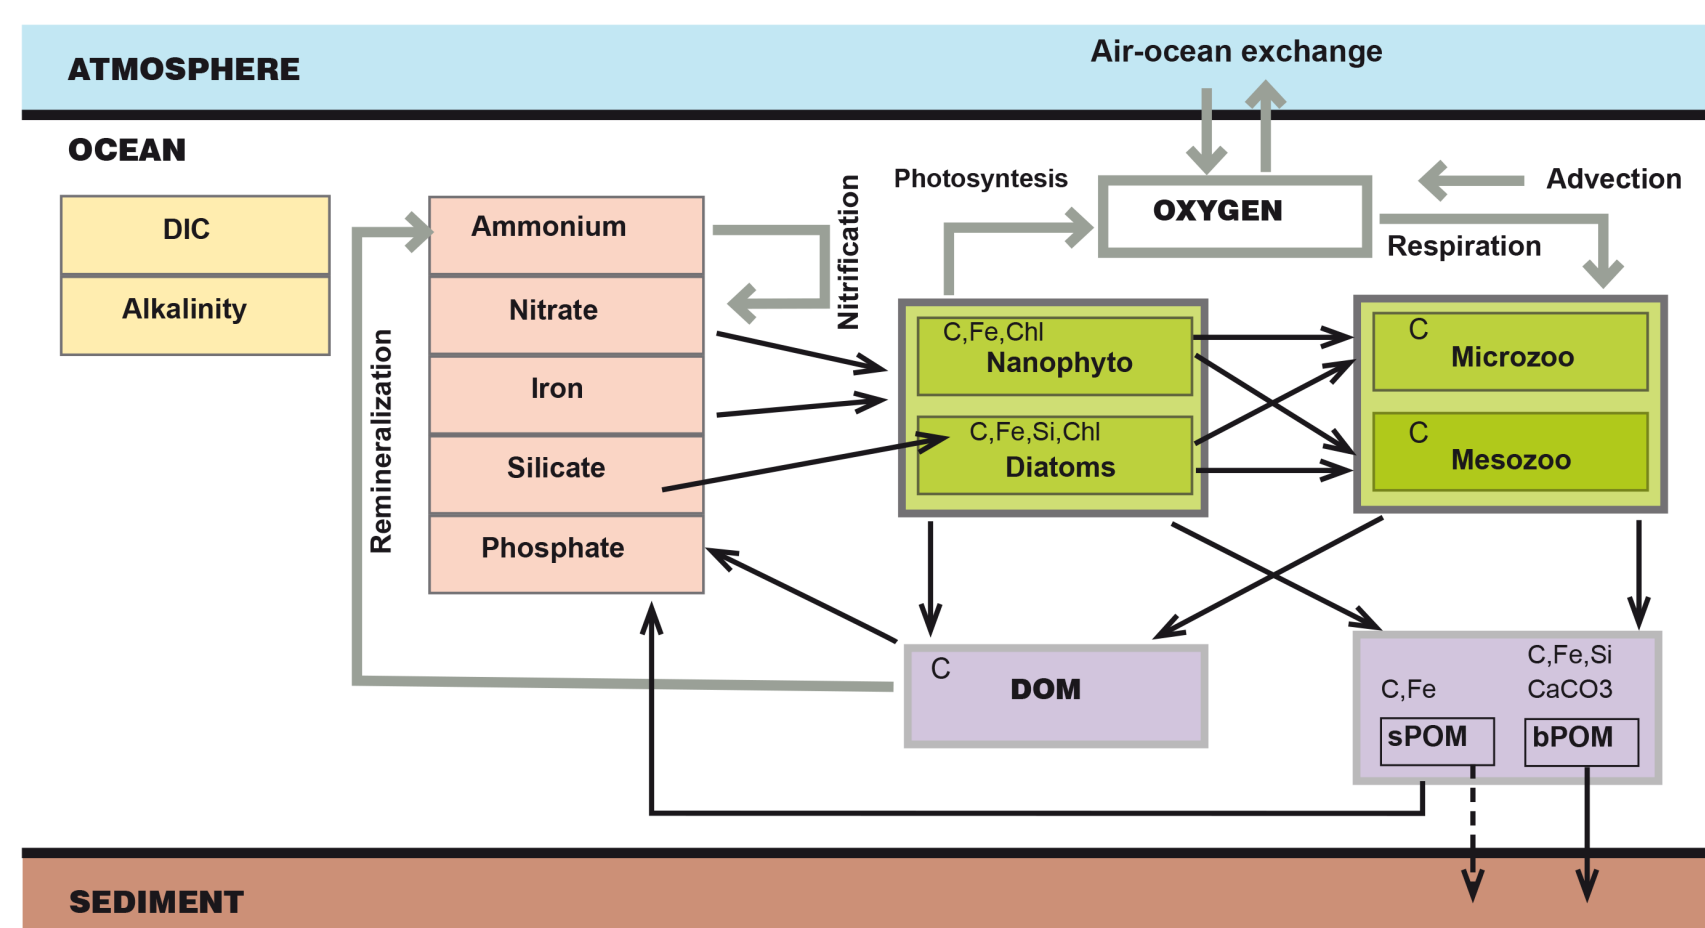 ATMOSPHERE
Air-ocean exchange
OCEAN
Photosyntesis
OXYGEN
Advection
Respiration
DIC
Alkalinity
Remineralization
Ammonium
Nitrate
Iron
Silicate
Phosphate
Nitrification
C,Fe,Chl
Nanophyto
C,Fe,Si,Chl
Diatoms
C
Microzoo
C
Mesozoo
C
DOM
C,Fe
sPOM
C,Fe,Si
CaCO3
bPOM
SEDIMENT